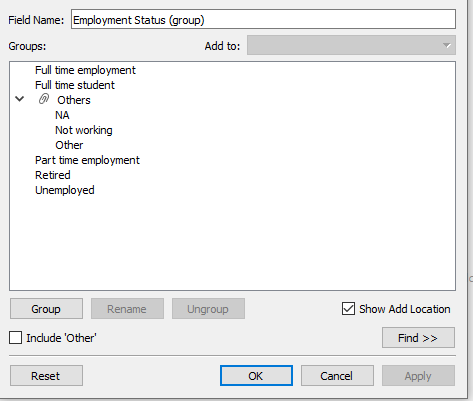 Field Name: Employment Status (group)
Groups: Add to:
Full time employment
Full time student
Others
NA
Not working
Other
Part time employment
Retired
Unemployed
Group Rename Ungroup Show Add Location
Include 'Other' Find >>
Reset OK Cancel Apply